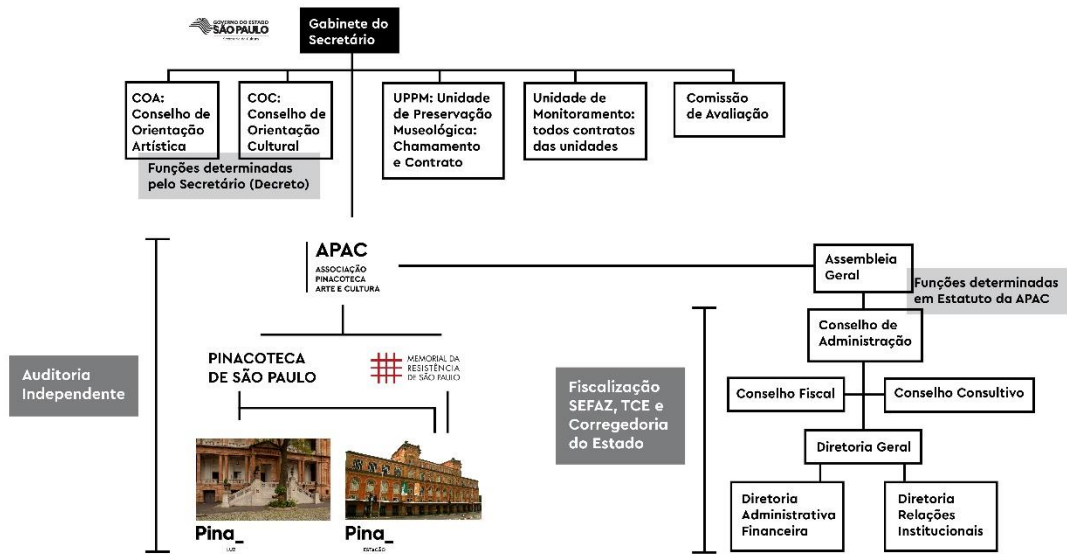 GOVERNO DO ESTADO
SÃO PAULO
Gabinete do
Secretário
COA:
Conselho de
Orientação
Artística
COC:
Conselho de
Orientação
Cultural
UPPM: Unidade
de Preservação
Museológica:
Chamamento
e Contrato
Unidade de
Monitoramento:
todos contratos
das unidades
Comissão
de Avaliação
Funções determinadas
pelo Secretário (Decreto)
APAC
ASSOCIAÇÃO
PINACOTECA
ARTE E CULTURA
Assembleia
Geral
Funções determinadas
em Estatuto da APAC
Conselho de
Administração
PINACOTECA
DE SÃO PAULO
MEMORIAL DA
RESISTÊNCIA
DE SÃO PAULO
Auditoria
Independente
Fiscalização
SEFAZ, TCE e
Corregedoria
do Estado
Conselho Fiscal
Conselho Consultivo
Diretoria Geral
Diretoria
Administrativa
Financeira
Diretoria
Relações
Institucionais
Pina_
LUZ
Pina_
ESTAÇÃO